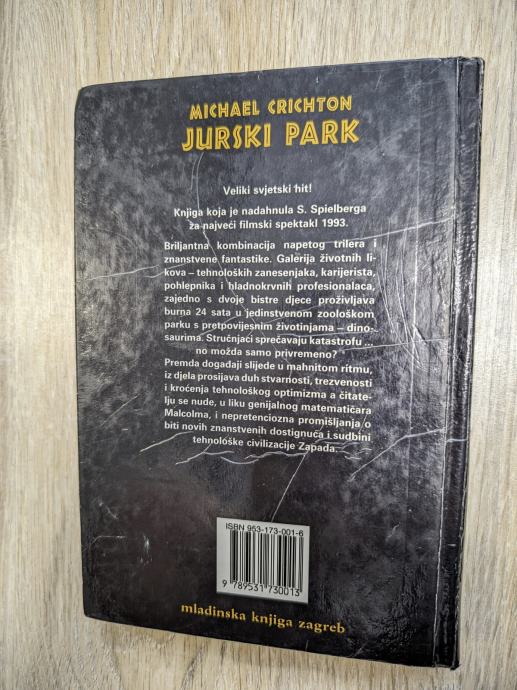 MICHAEL CRICHTON
JURSKI PARK
Veliki svjetski hit!
Knjiga koja je nadahnula S. Spielberga
za najveći filmski spektakl 1993.
Briljantna kombinacija napetog trilera i
znanstvene fantastike. Galerija životnih li-
kova – tehnoloških zanesenjaka, karijerista,
pohlepnika i hladnokrvnih profesionalaca,
zajedno s dvoje bistre djece proživljava
burna 24 sata u jedinstvenom zoološkom
parku s pretpovijesnim životinjama – dino-
saurima. Stručnjaci sprečavaju katastrofu ...
no možda samo privremeno?
Premda događaji slijede u mahnitom ritmu,
iz djela prosijava duh stvarnosti, trezvenosti
i kroćenja tehnološkog optimizma a čitate-
lju se nude, u liku genijalnog matematičara
Malcolma, i nepretenciozna promišljanja o
biti novih znanstvenih dostignuća i sudbini
tehnološke civilizacije Zapada.
ISBN 953-173-001-6
9 789531 730013
mladinska knjiga zagreb